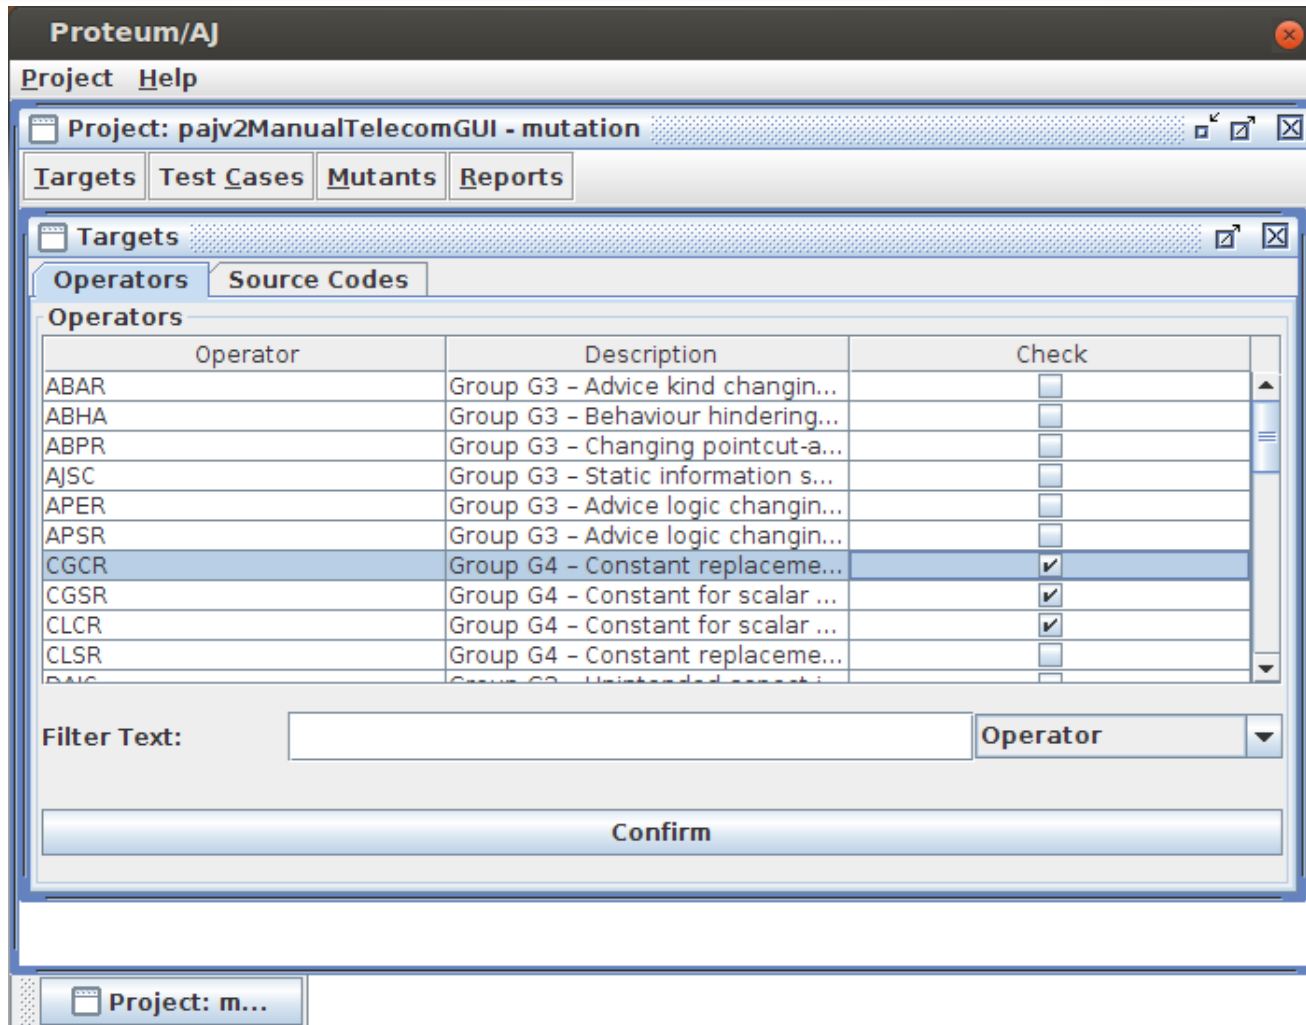 Proteum/AJ
Project Help
Project: pajv2ManualTelecomGUI - mutation
Targets Test Cases Mutants Reports
Targets
Operators Source Codes
Operators
Operator Description Check
ABAR Group G3 – Advice kind changin...
ABHA Group G3 – Behaviour hindering...
ABPR Group G3 – Changing pointcut-a...
AJSC Group G3 – Static information s...
APER Group G3 – Advice logic changin...
APSR Group G3 – Advice logic changin...
CGCR Group G4 – Constant replaceme...
CGSR Group G4 – Constant for scalar ...
CLCR Group G4 – Constant for scalar ...
CLSR Group G4 – Constant replaceme...
Filter Text: Operator
Confirm
Project: m...